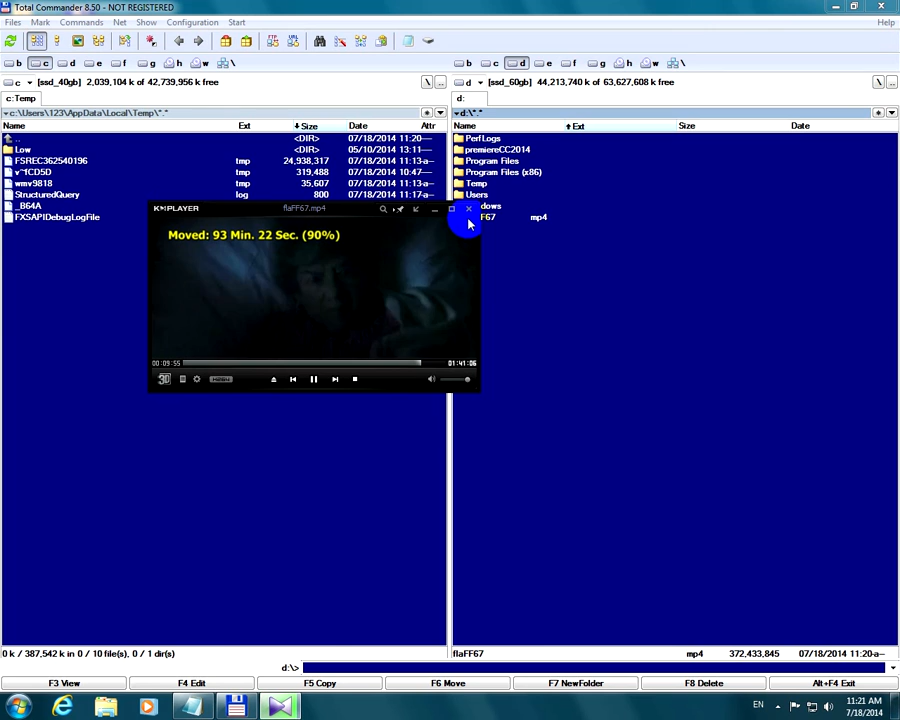 Total Commander 8.50 - NOT REGISTERED
Files Mark Commands Net Show Configuration Start Help
b c d e f g h w \
b c d e f g h w \
c [ssd_40gb] 2,039,104 k of 42,739,956 k free \ ..
d [ssd_60gb] 44,213,740 k of 63,627,608 k free \ ..
c:Temp
d:
c:\Users\123\AppData\Local\Temp\*.* *
d:\*.* *
Name Ext Size Date Attr
.. <DIR> 07/18/2014 11:20----
Low <DIR> 05/10/2014 13:11----
FSREC362540196 tmp 24,938,317 07/18/2014 11:13-a--
v~fCD5D tmp 319,488 07/18/2014 10:47----
wmv9818 tmp 35,607 07/18/2014 11:13-a--
StructuredQuery log 800 07/18/2014 11:17-a--
_B64A
FXSAPIDebugLogFile
Name Ext Size Date
PerfLogs
premiereCC2014
Program Files
Program Files (x86)
Temp
Users
dows
F67 mp4
KMPLAYER flaFF67.mp4
Moved: 93 Min. 22 Sec. (90%)
00:09:55 01:41:06
3D H264
0 k / 387,542 k in 0 / 10 file(s), 0 / 1 dir(s)
flaFF67 mp4 372,433,845 07/18/2014 11:20-a--
d:\>
F3 View F4 Edit F5 Copy F6 Move F7 NewFolder F8 Delete Alt+F4 Exit
EN 11:21 AM
7/18/2014